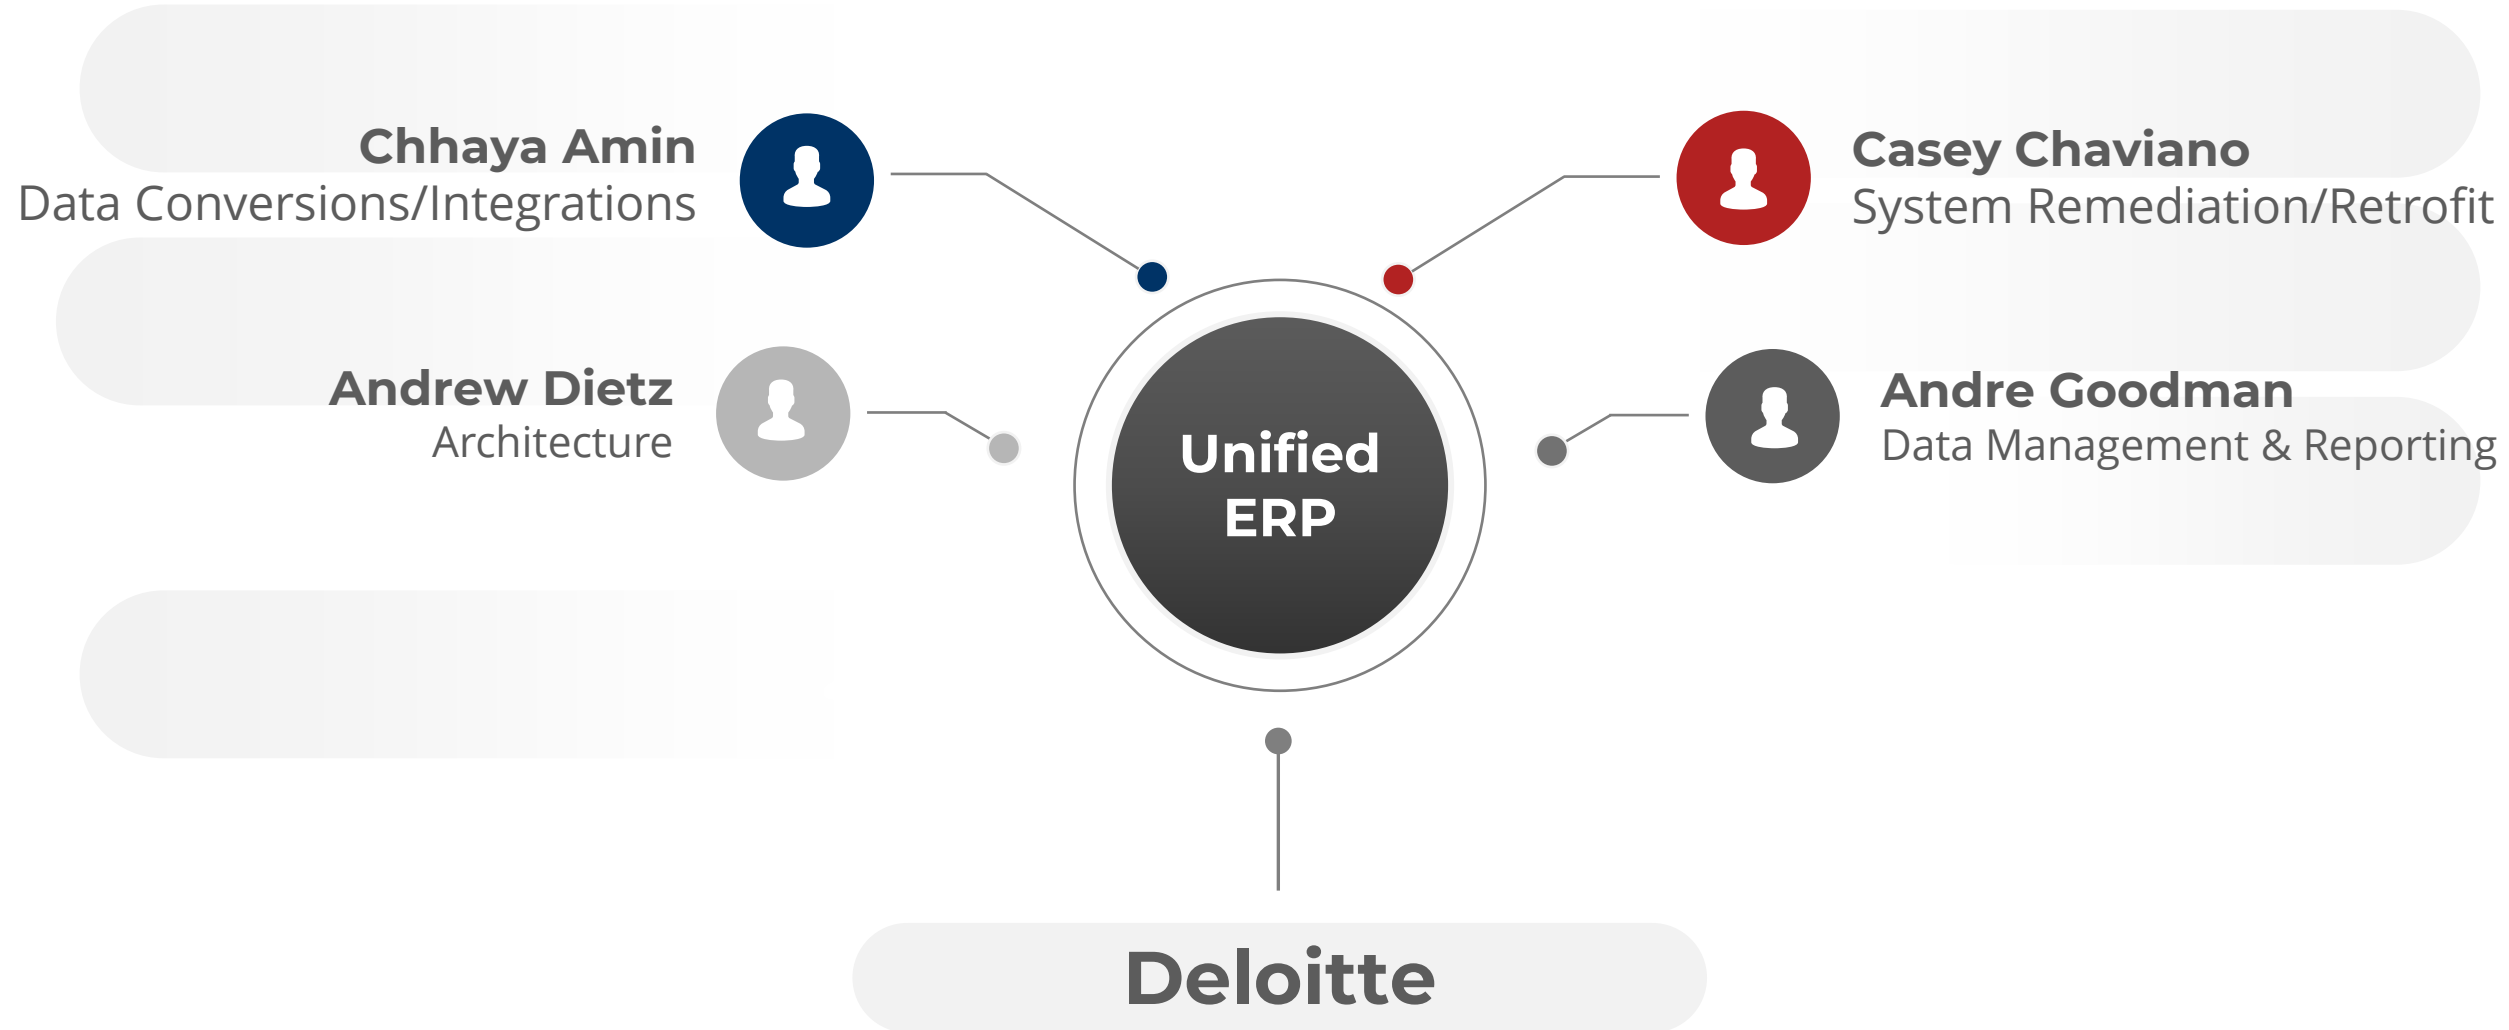 Chhaya Amin
Data Conversions/Integrations
Casey Chaviano
System Remediation/Retrofit
Andrew Dietz
Architecture
Andre Goodman
Data Management & Reporting
Unified
ERP
Deloitte